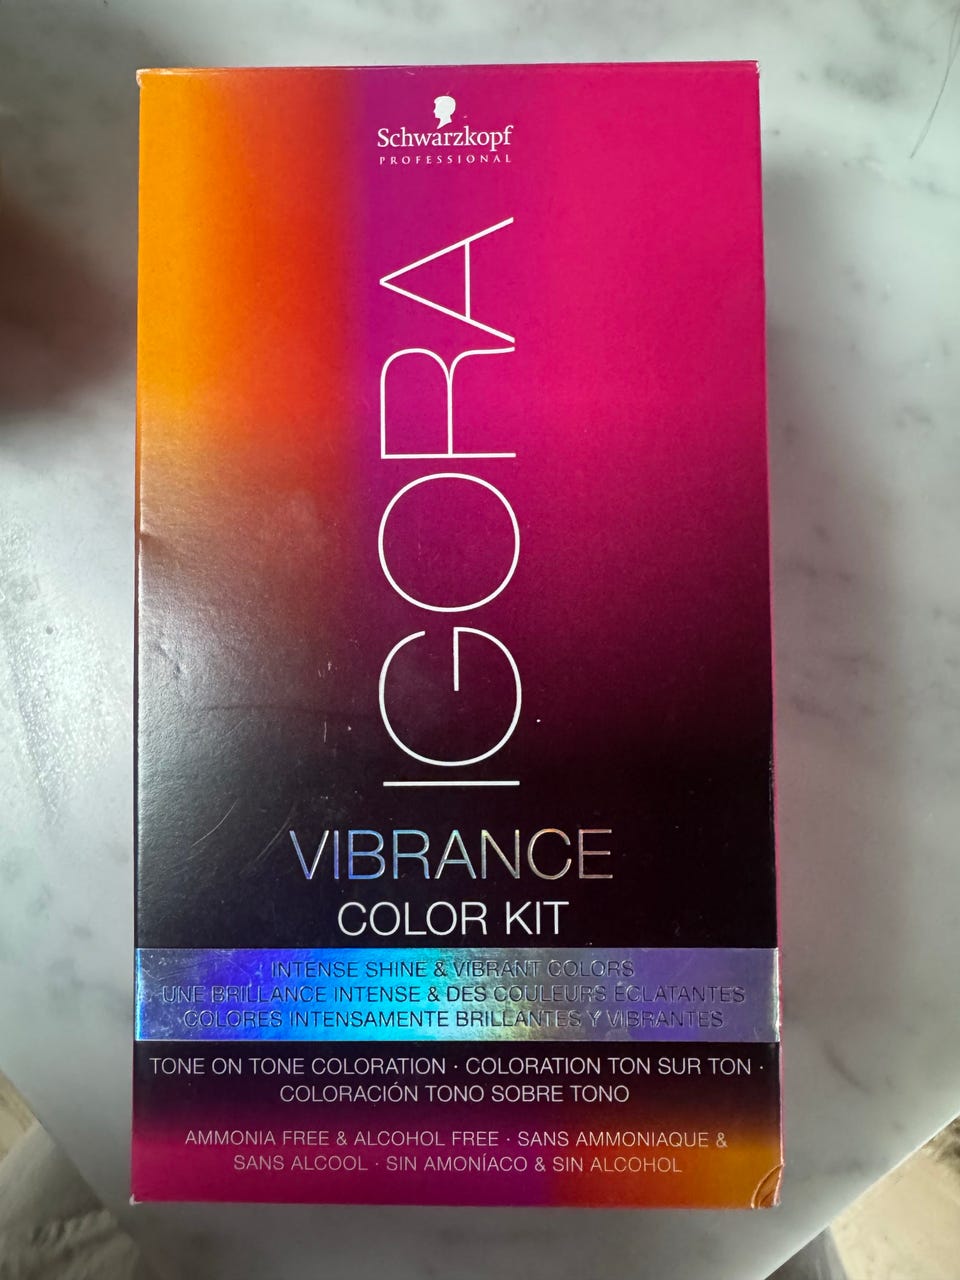 Schwarzkopf
PROFESSIONAL
IGORA
VIBRANCE
COLOR KIT
INTENSE SHINE & VIBRANT COLORS
UNE BRILLANCE INTENSE & DES COULEURS ÉCLATANTES
COLORES INTENSAMENTE BRILLANTES Y VIBRANTES
TONE ON TONE COLORATION · COLORATION TON SUR TON ·
COLORACIÓN TONO SOBRE TONO
AMMONIA FREE & ALCOHOL FREE · SANS AMMONIAQUE &
SANS ALCOOL · SIN AMONÍACO & SIN ALCOHOL